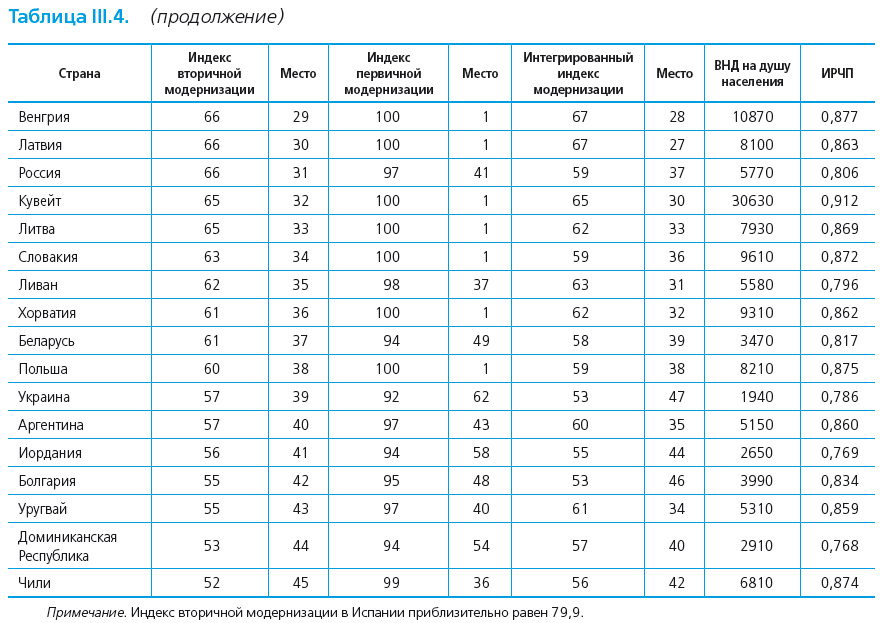 Таблица III.4. (продолжение)
Страна Индекс вторичной модернизации Место Индекс первичной модернизации Место Интегрированный индекс модернизации Место ВНД на душу населения ИРЧП
Венгрия 66 29 100 1 67 28 10870 0,877
Латвия 66 30 100 1 67 27 8100 0,863
Россия 66 31 97 41 59 37 5770 0,806
Кувейт 65 32 100 1 65 30 30630 0,912
Литва 65 33 100 1 62 33 7930 0,869
Словакия 63 34 100 1 59 36 9610 0,872
Ливан 62 35 98 37 63 31 5580 0,796
Хорватия 61 36 100 1 62 32 9310 0,862
Беларусь 61 37 94 49 58 39 3470 0,817
Польша 60 38 100 1 59 38 8210 0,875
Украина 57 39 92 62 53 47 1940 0,786
Аргентина 57 40 97 43 60 35 5150 0,860
Иордания 56 41 94 58 55 44 2650 0,769
Болгария 55 42 95 48 53 46 3990 0,834
Уругвай 55 43 97 40 61 34 5310 0,859
Доминиканская
Республика 53 44 94 54 57 40 2910 0,768
Чили 52 45 99 36 56 42 6810 0,874
Примечание. Индекс вторичной модернизации в Испании приблизительно равен 79,9.